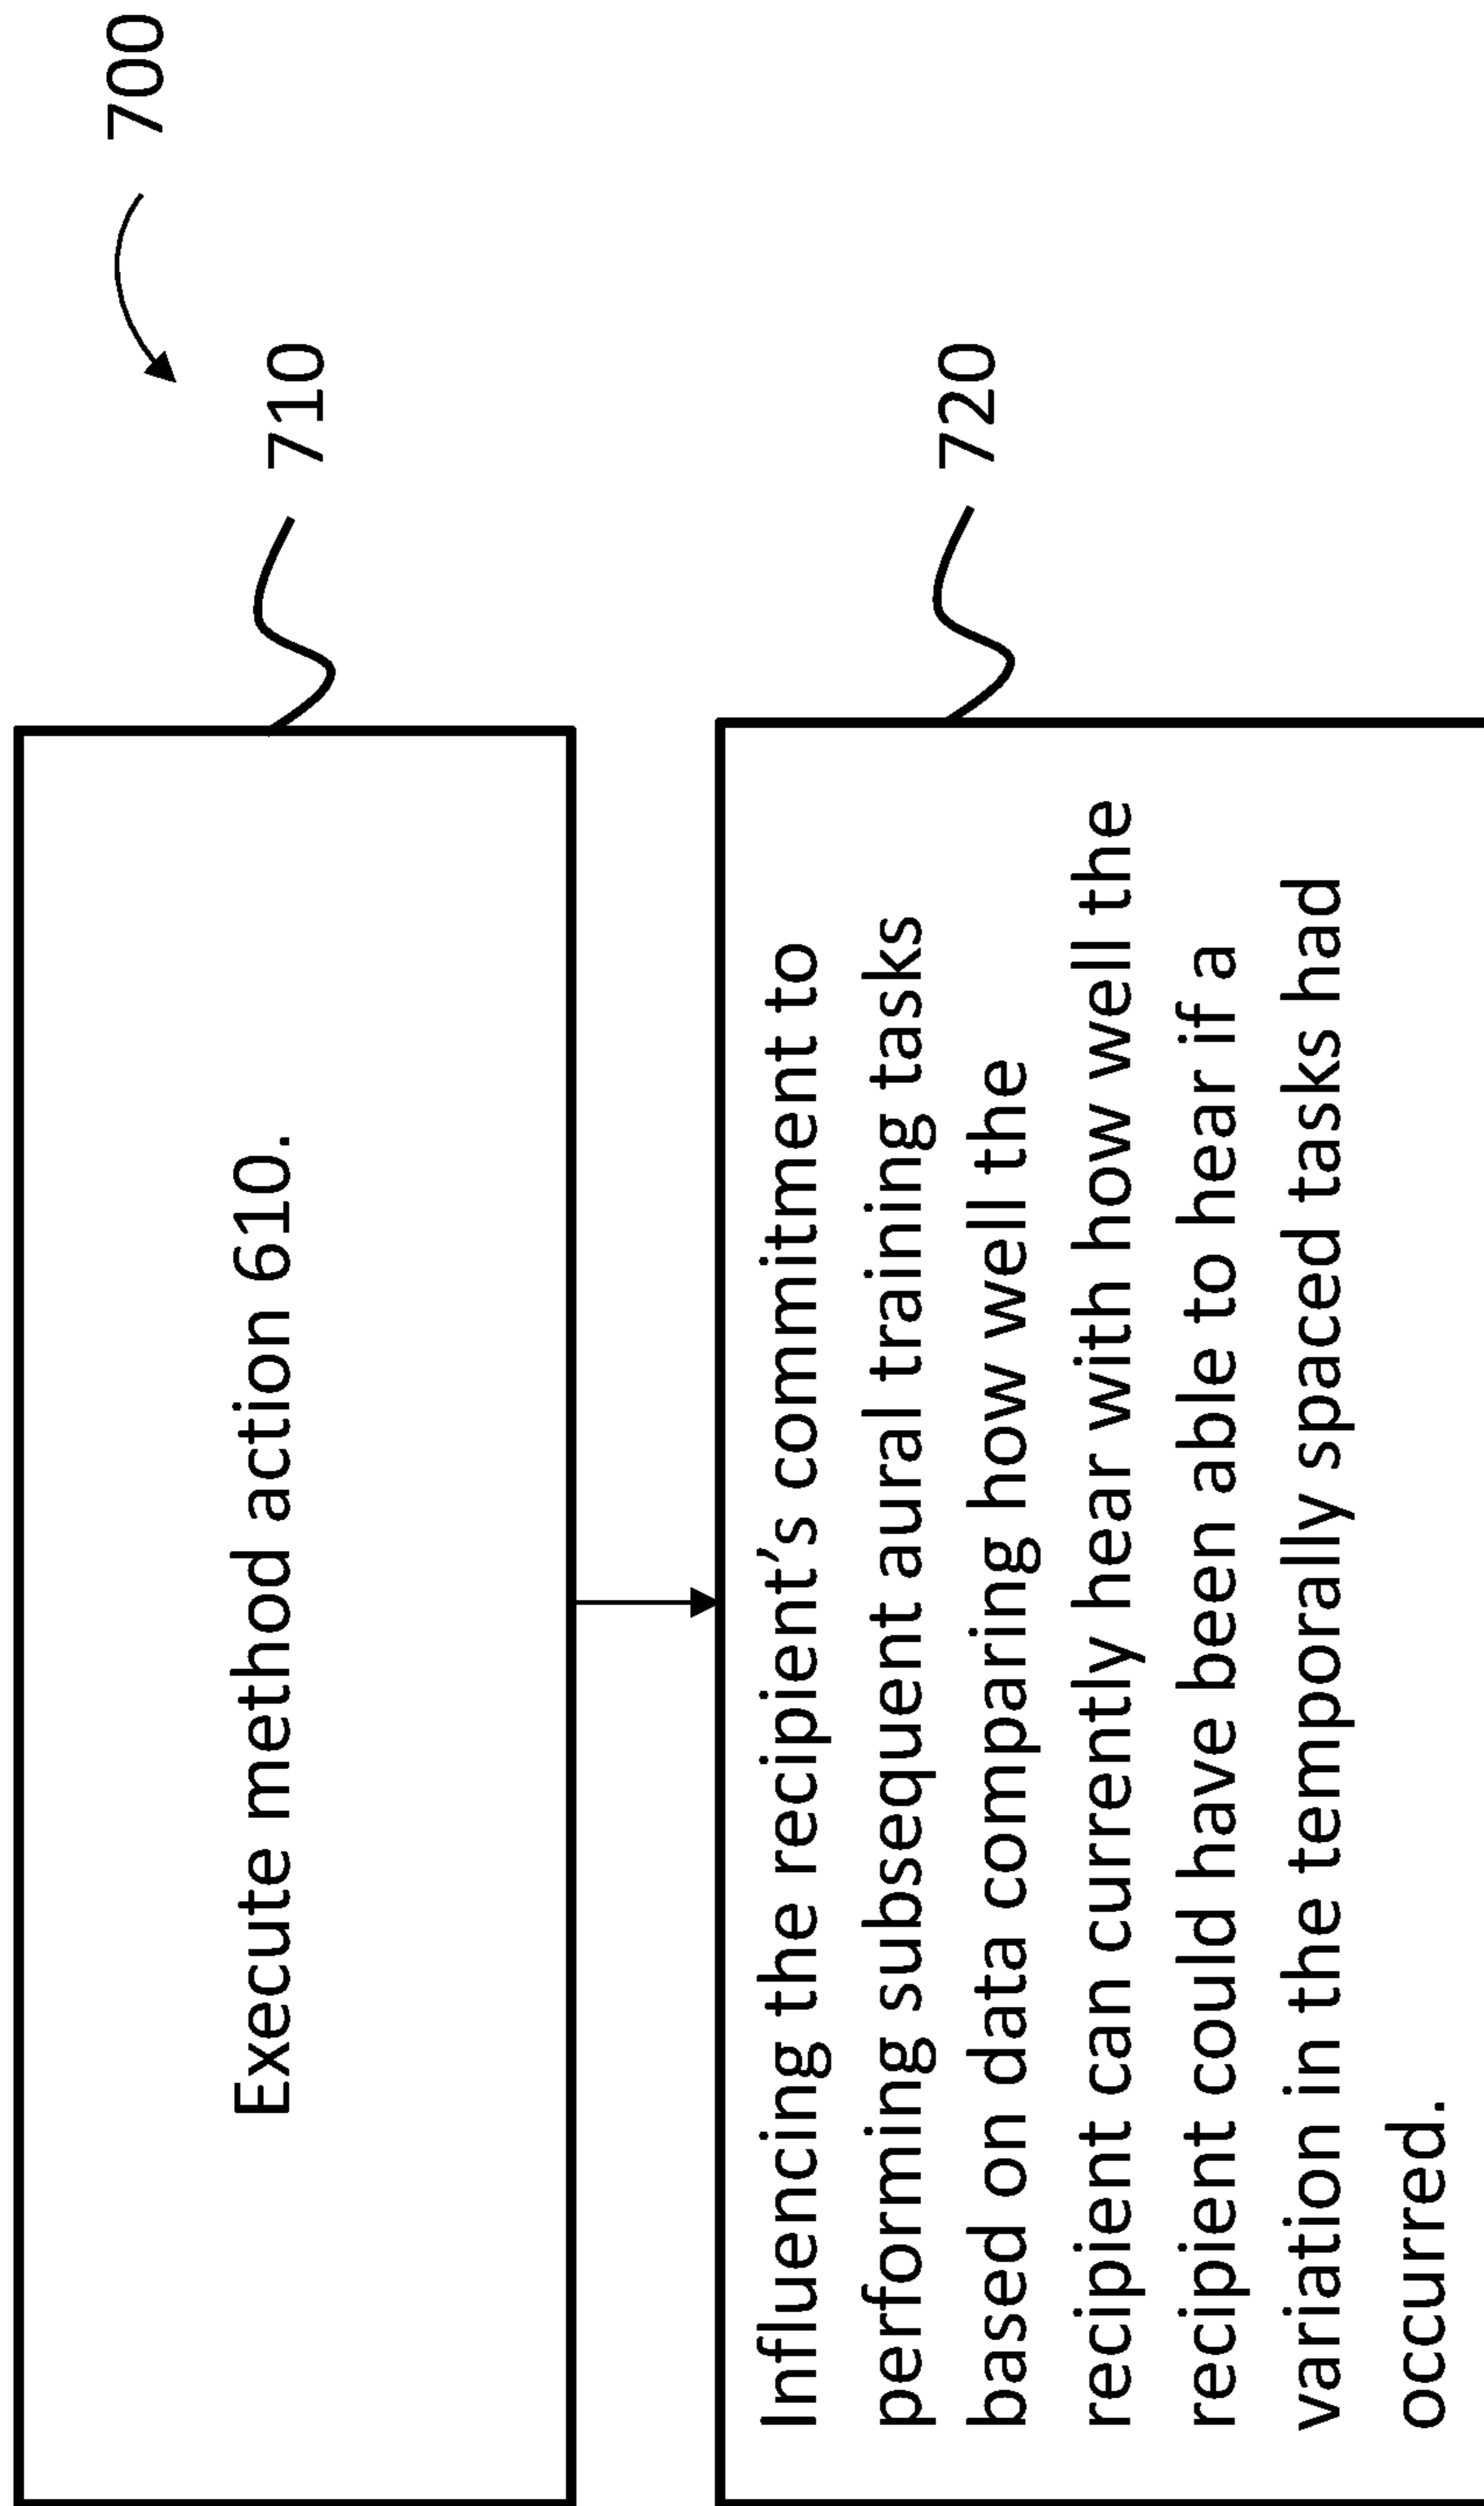 700
710
Execute method action 610.
720
Influencing the recipient’s commitment to
performing subsequent aural training tasks
based on data comparing how well the
recipient can currently hear with how well the
recipient could have been able to hear if a
variation in the temporally spaced tasks had
occurred.